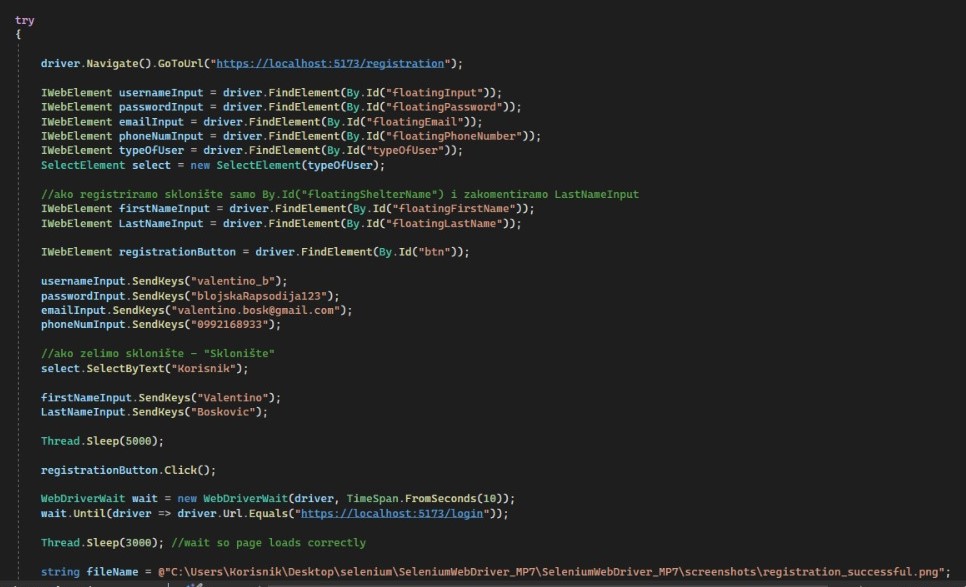 try
{
driver.Navigate().GoToUrl("https://localhost:5173/registration");
IWebElement usernameInput = driver.FindElement(By.Id("floatingInput"));
IWebElement passwordInput = driver.FindElement(By.Id("floatingPassword"));
IWebElement emailInput = driver.FindElement(By.Id("floatingEmail"));
IWebElement phoneNumInput = driver.FindElement(By.Id("floatingPhoneNumber"));
IWebElement typeOfUser = driver.FindElement(By.Id("typeOfUser"));
SelectElement select = new SelectElement(typeOfUser);
//ako registriramo sklonište samo By.Id("floatingShelterName") i zakomentiramo LastNameInput
IWebElement firstNameInput = driver.FindElement(By.Id("floatingFirstName"));
IWebElement LastNameInput = driver.FindElement(By.Id("floatingLastName"));
IWebElement registrationButton = driver.FindElement(By.Id("btn"));
usernameInput.SendKeys("valentino_b");
passwordInput.SendKeys("blojskaRapsodija123");
emailInput.SendKeys("valentino.bosk@gmail.com");
phoneNumInput.SendKeys("0992168933");
//ako zelimo sklonište - "Sklonište"
select.SelectByText("Korisnik");
firstNameInput.SendKeys("Valentino");
LastNameInput.SendKeys("Boskovic");
Thread.Sleep(5000);
registrationButton.Click();
WebDriverWait wait = new WebDriverWait(driver, TimeSpan.FromSeconds(10));
wait.Until(driver => driver.Url.Equals("https://localhost:5173/login"));
Thread.Sleep(3000); //wait so page loads correctly
string fileName = @"C:\Users\Korisnik\Desktop\selenium\SeleniumWebDriver_MP7\SeleniumWebDriver_MP7\screenshots\registration_successful.png";